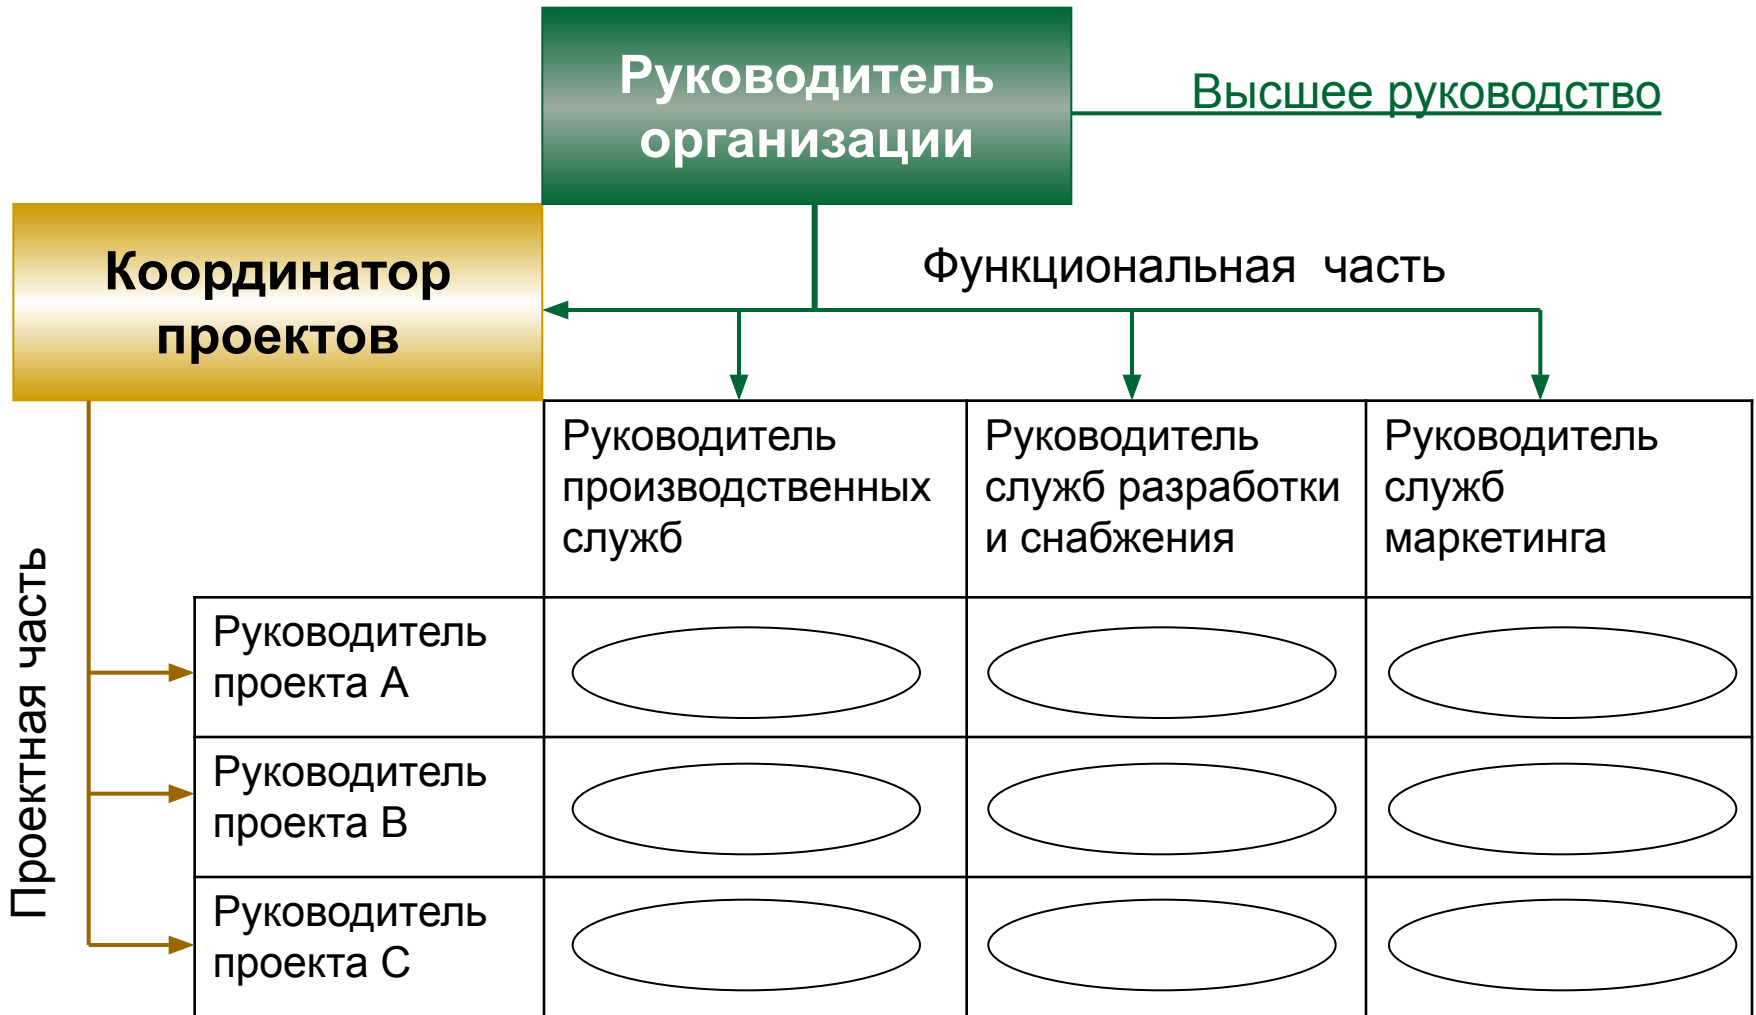 Руководитель
организации
Высшее руководство
Координатор
проектов
Функциональная часть
Руководитель
производственных
служб
Руководитель
служб разработки
и снабжения
Руководитель
служб
маркетинга
Проектная часть
Руководитель
проекта А
Руководитель
проекта В
Руководитель
проекта С